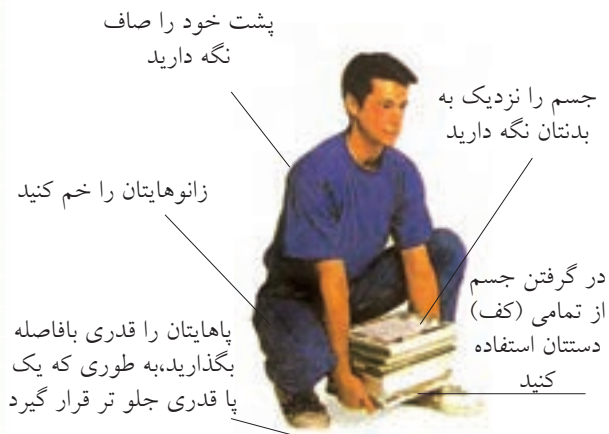 پشت خود را صاف
نگه دارید
جسم را نزدیک به
بدنتان نگه دارید
زانوهایتان را خم کنید
در گرفتن جسم
از تمامی (کف)
دستتان استفاده
کنید
پاهایتان را قدری بافاصله
بگذارید،به طوری که یک
پا قدری جلو تر قرار گیرد